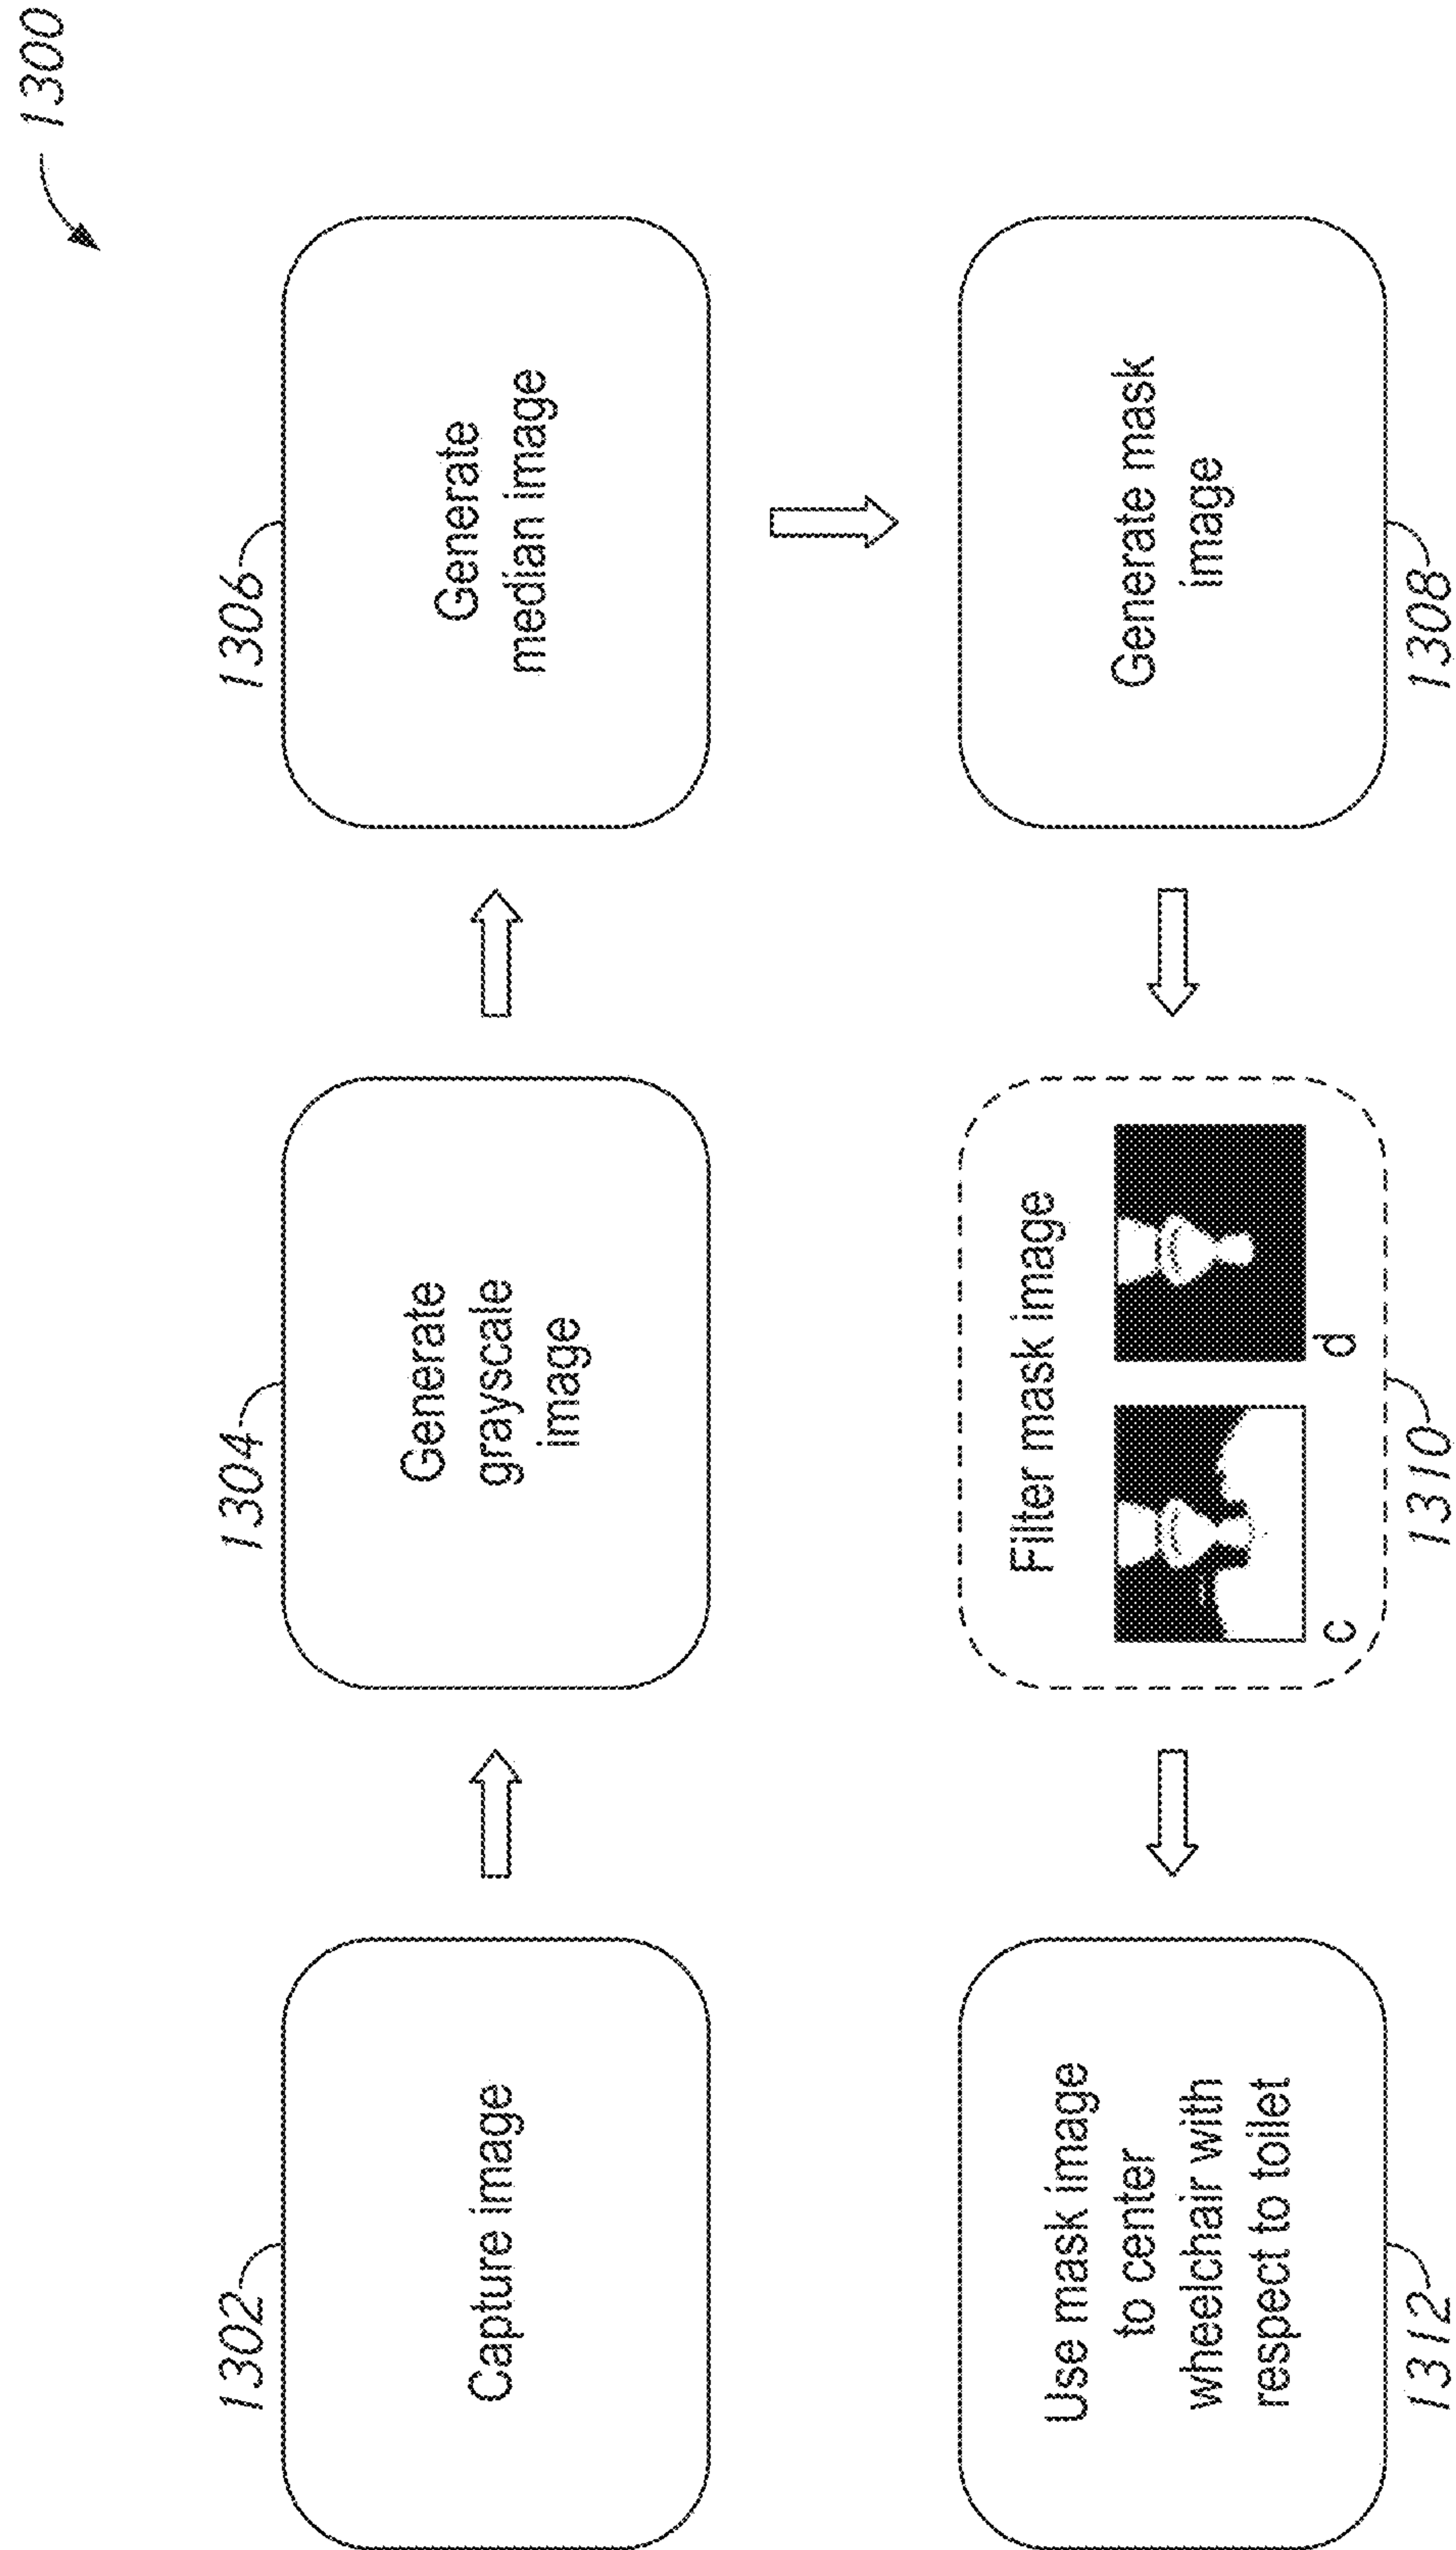 1300
1302
Capture image
1304
Generate
grayscale
image
1306
Generate
median image
Use mask image
to center
wheelchair with
respect to toilet
1312
Filter mask image
c
d
1310
Generate mask
image
1308